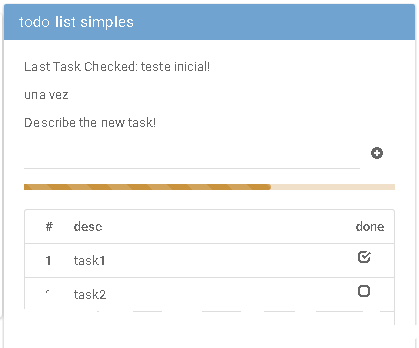 todo list simples
Last Task Checked: teste inicial!
una vez
Describe the new task!
# desc done
1 task1
task2